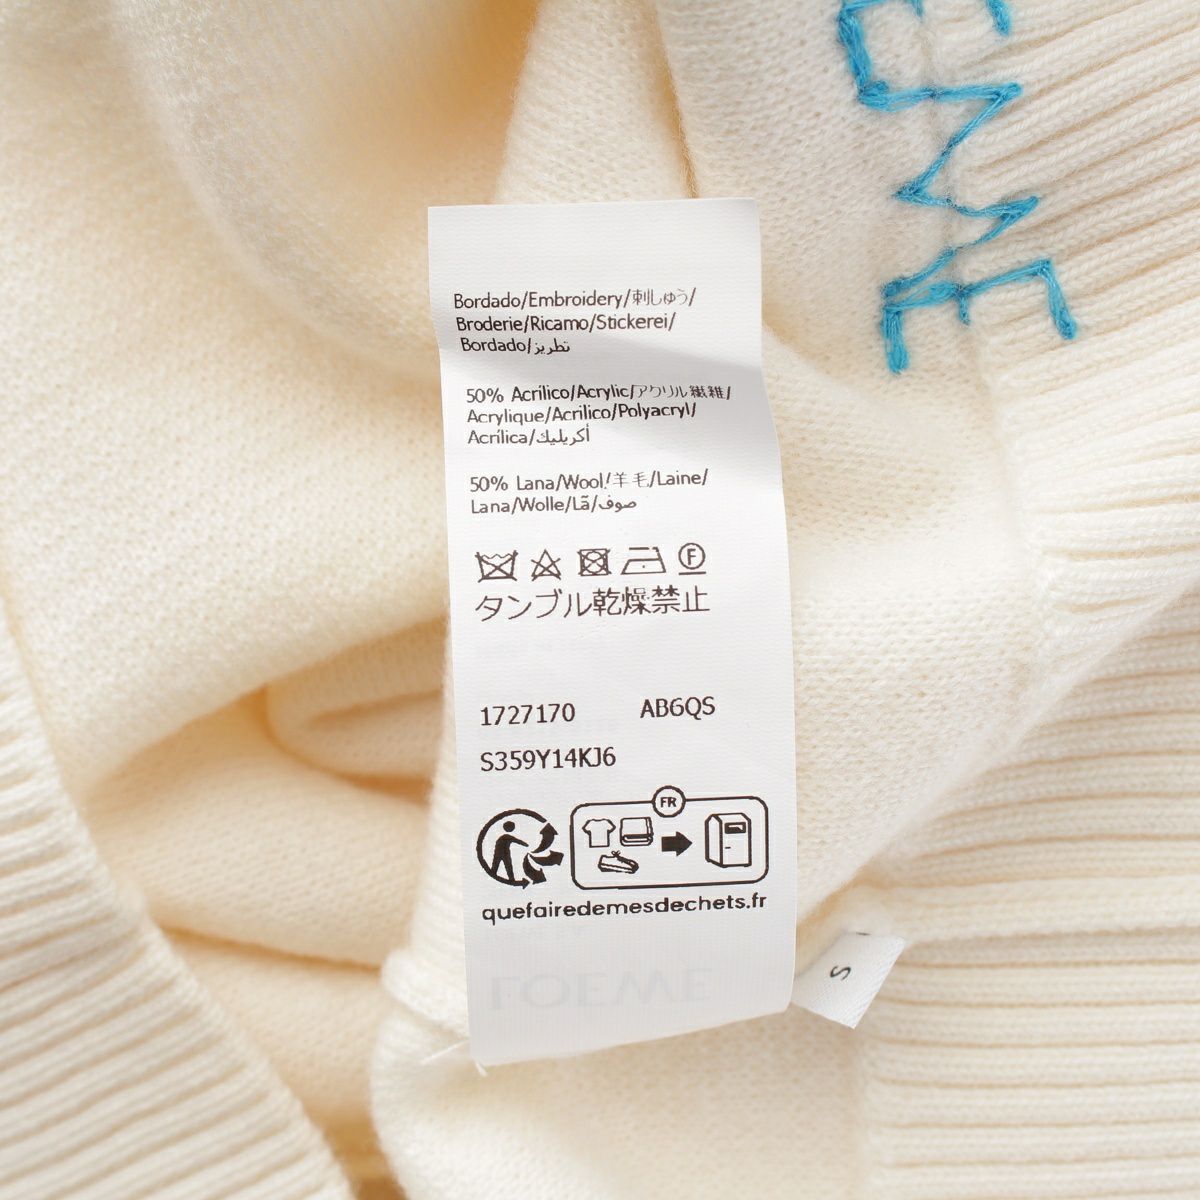 Bordado/Embroidery/刺しゅう/
Broderie/Ricamo/Stickerei/
Bordado/تطريز
50% Acrílico/Acrylic/アクリル繊維/
Acrylique/Acrilico/Polyacryl/
Acrílica/أكريليك
50% Lana/Wool/羊毛/Laine/
Lana/Wolle/Lã/صوف
F
タンブル乾燥禁止
1727170 AB6QS
S359Y14KJ6
FR
quefairedemesdechets.fr
S